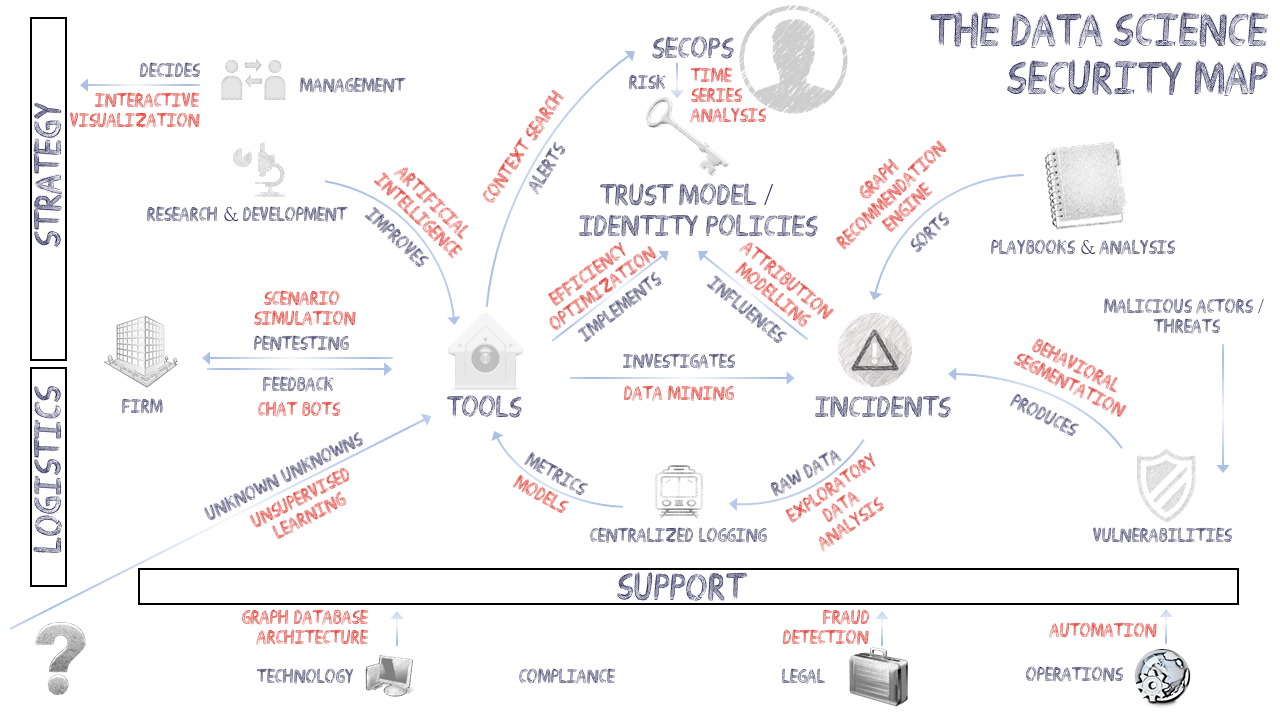 THE DATA SCIENCE
SECURITY MAP
STRATEGY
LOGISTICS
DECIDES
INTERACTIVE
VISUALIZATION
MANAGEMENT
RESEARCH & DEVELOPMENT
ARTIFICIAL
INTELLIGENCE
IMPROVES
CONTEXT SEARCH
ALERTS
SECOPS
RISK
TIME
SERIES
ANALYSIS
TRUST MODEL /
IDENTITY POLICIES
GRAPH
RECOMMENDATION
ENGINE
SORTS
PLAYBOOKS & ANALYSIS
MALICIOUS ACTORS /
THREATS
EFFICIENCY
OPTIMIZATION
IMPLEMENTS
ATTRIBUTION
MODELLING
INFLUENCES
SCENARIO
SIMULATION
PENTESTING
FEEDBACK
CHAT BOTS
FIRM
TOOLS
INVESTIGATES
DATA MINING
INCIDENTS
BEHAVIORAL
SEGMENTATION
PRODUCES
UNKNOWN UNKNOWNS
UNSUPERVISED
LEARNING
METRICS
MODELS
CENTRALIZED LOGGING
RAW DATA
EXPLORATORY
DATA
ANALYSIS
VULNERABILITIES
SUPPORT
GRAPH DATABASE
ARCHITECTURE
TECHNOLOGY
COMPLIANCE
FRAUD
DETECTION
LEGAL
AUTOMATION
OPERATIONS
?